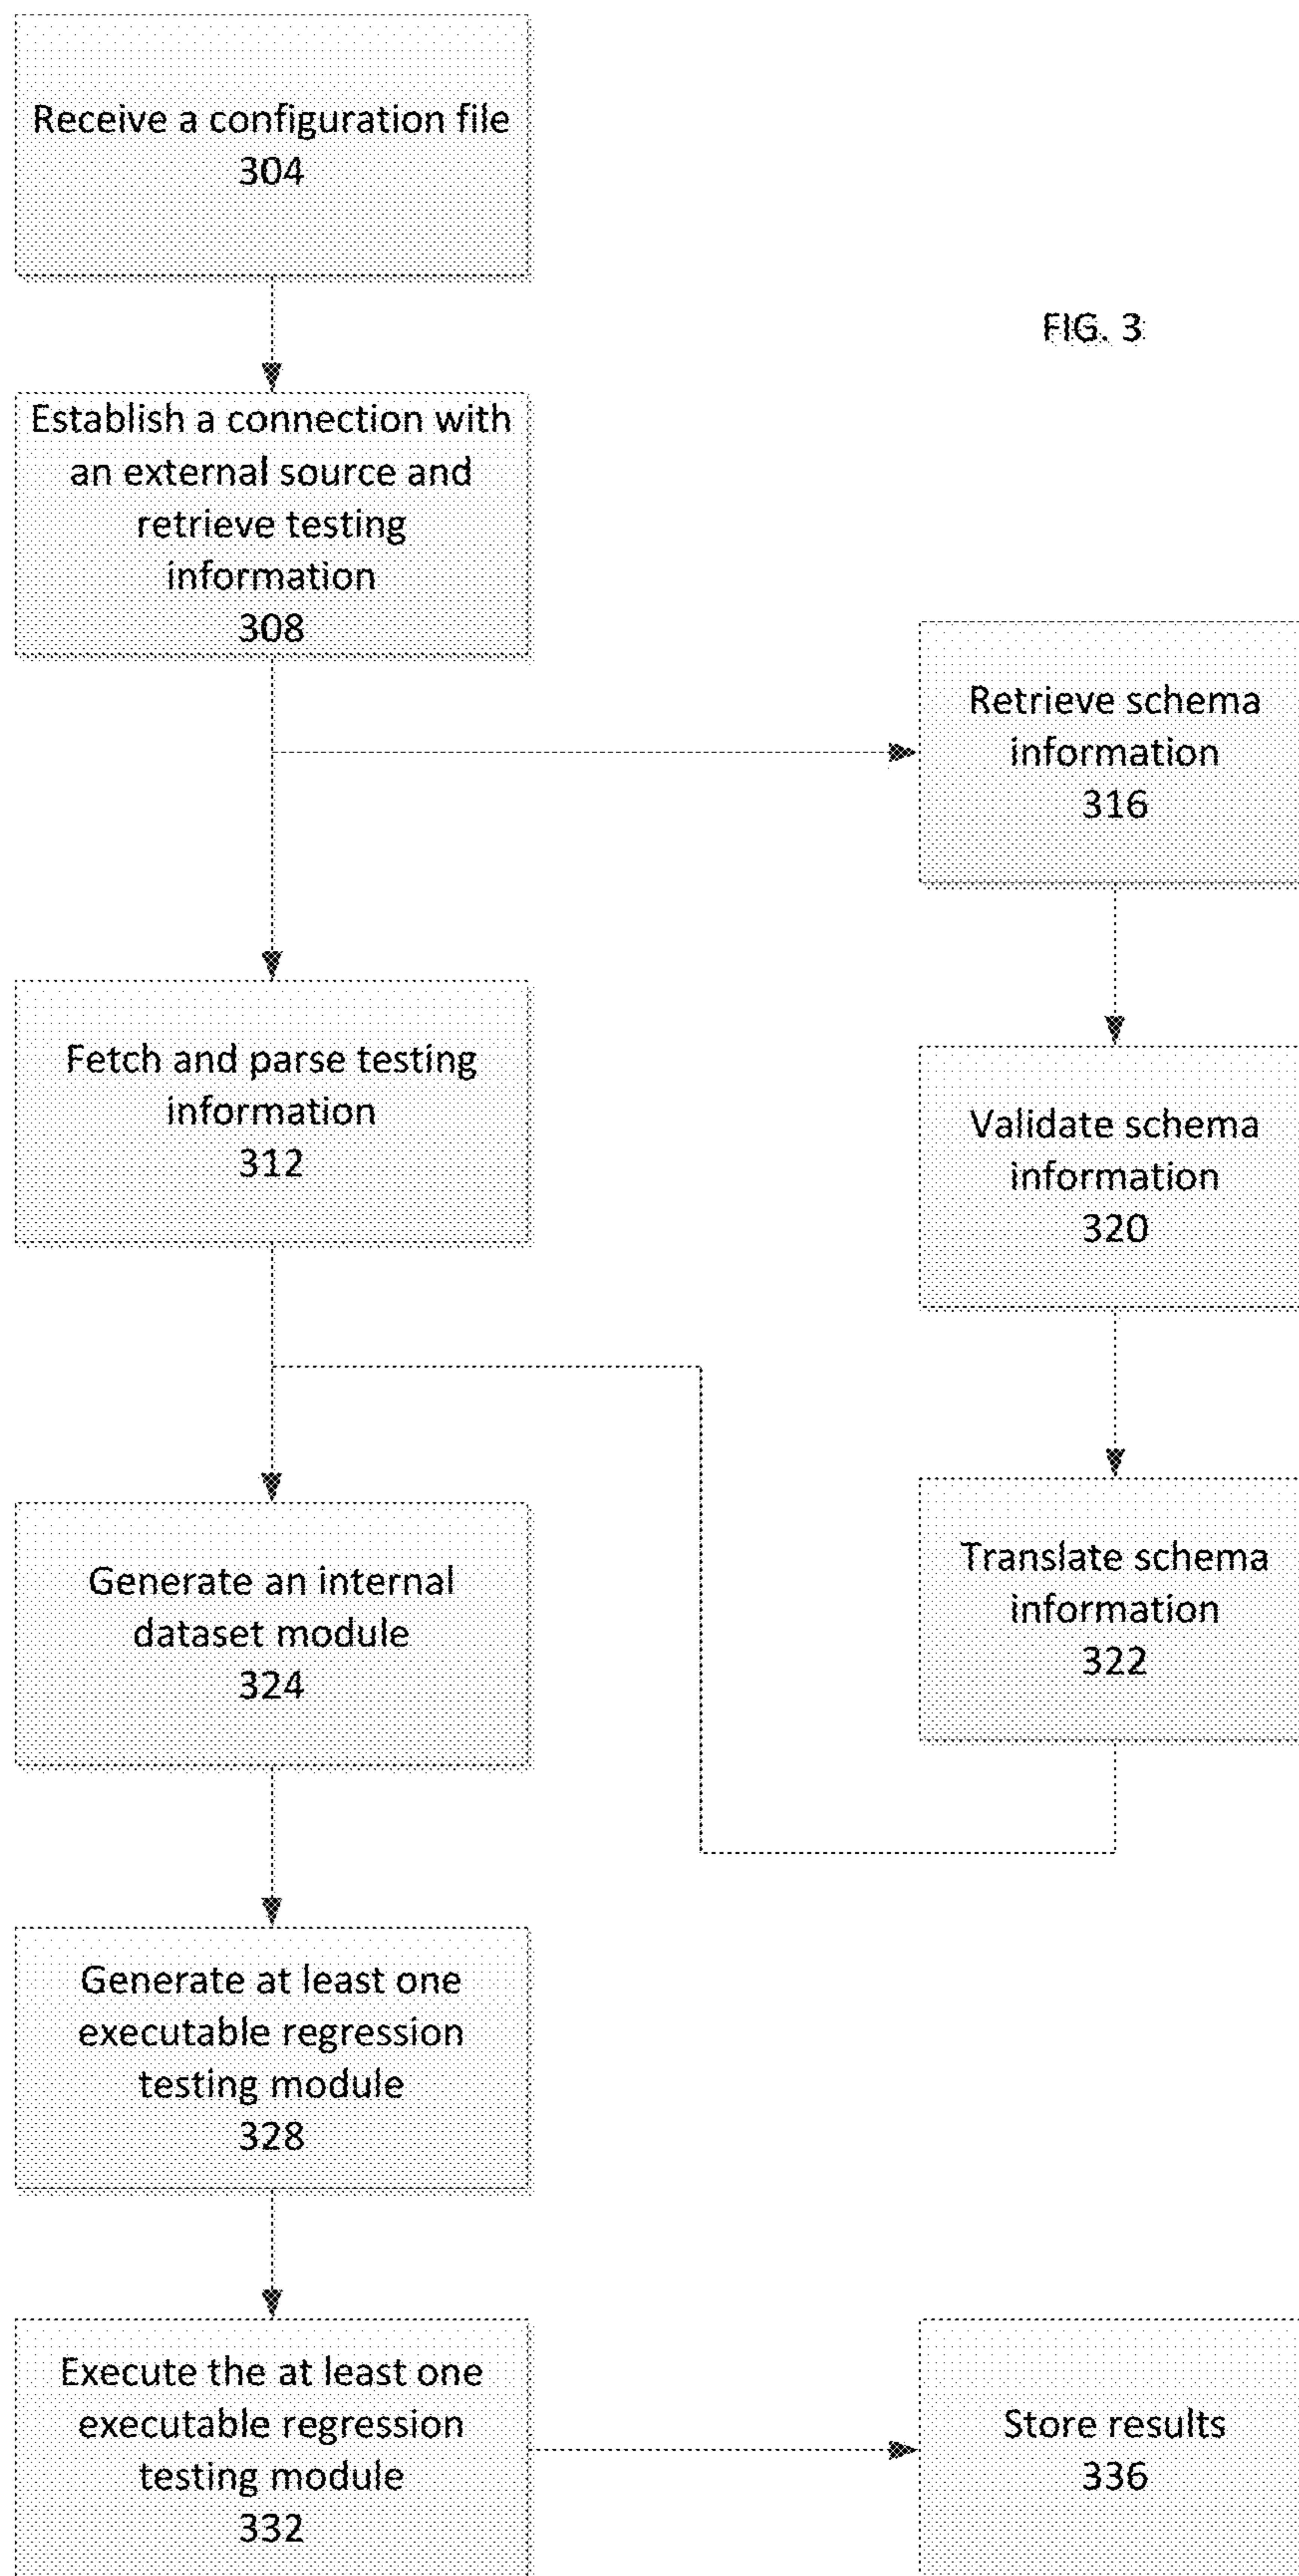 Receive a configuration file
304
FIG. 3
Establish a connection with
an external source and
retrieve testing
information
308
Retrieve schema
information
316
Fetch and parse testing
information
312
Validate schema
information
320
Generate an internal
dataset module
324
Translate schema
information
322
Generate at least one
executable regression
testing module
328
Execute the at least one
executable regression
testing module
332
Store results
336